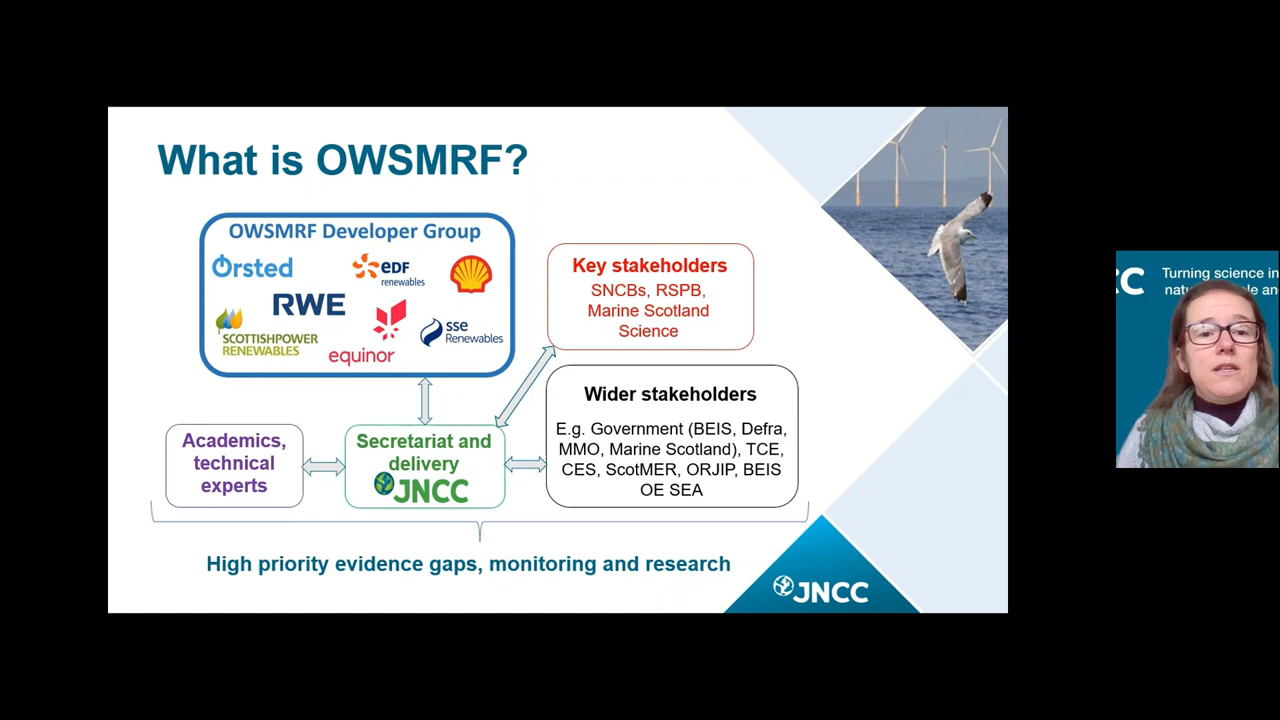 What is OWSMRF?
OWSMRF Developer Group
Ørsted
eDF
renewables
RWE
SCOTTISHPOWER
RENEWABLES
equinor
sse
Renewables
Key stakeholders
SNCBs, RSPB,
Marine Scotland
Science
Wider stakeholders
E.g. Government (BEIS, Defra,
MMO, Marine Scotland), TCE,
CES, ScotMER, ORJIP, BEIS
OE SEA
Academics,
technical
experts
Secretariat and
delivery
JNCC
High priority evidence gaps, monitoring and research
JNCC
CC
Turning science in